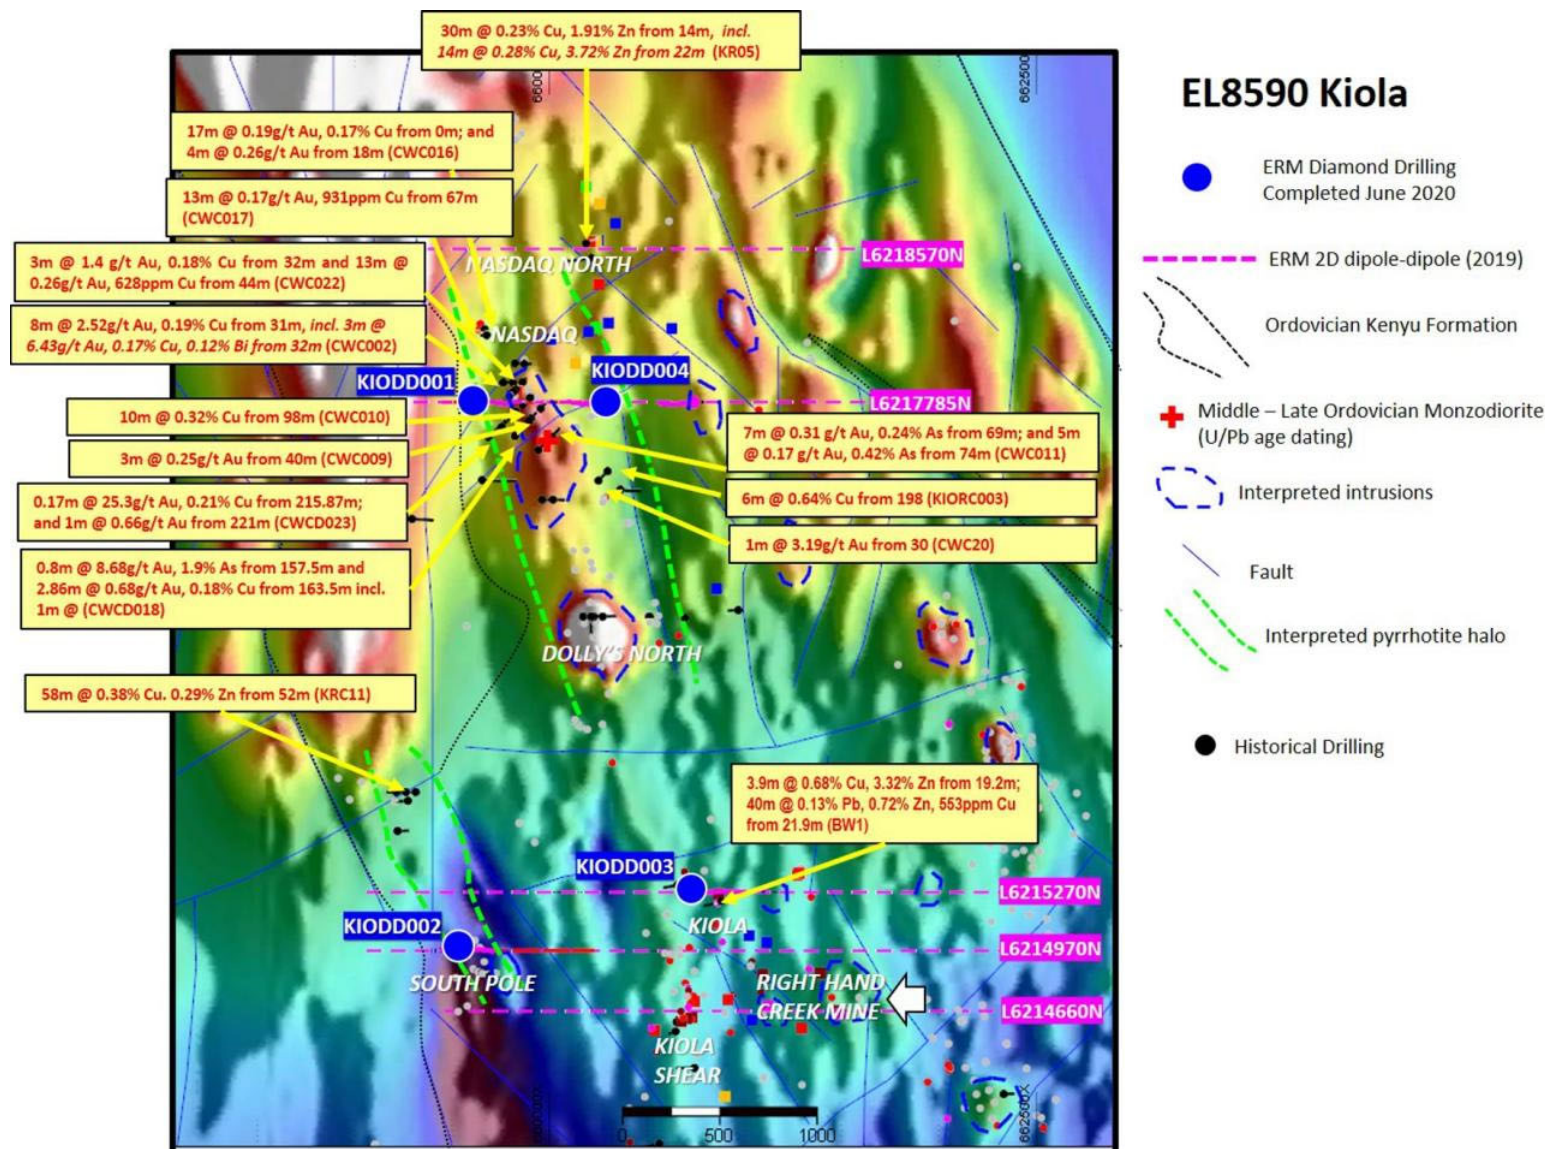 30m @ 0.23% Cu, 1.91% Zn from 14m, incl.
14m @ 0.28% Cu, 3.72% Zn from 22m (KR05)
EL8590 Kiola
17m @ 0.19g/t Au, 0.17% Cu from 0m; and
4m @ 0.26g/t Au from 18m (CWC016)
13m @ 0.17g/t Au, 931ppm Cu from 67m
(CWC017)
3m @ 1.4 g/t Au, 0.18% Cu from 32m and 13m @
0.26g/t Au, 628ppm Cu from 44m (CWC022)
8m @ 2.52g/t Au, 0.19% Cu from 31m, incl. 3m @
6.43g/t Au, 0.17% Cu, 0.12% Bi from 32m (CWC002)
10m @ 0.32% Cu from 98m (CWC010)
3m @ 0.25g/t Au from 40m (CWC009)
0.17m @ 25.3g/t Au, 0.21% Cu from 215.87m;
and 1m @ 0.66g/t Au from 221m (CWCD023)
0.8m @ 8.68g/t Au, 1.9% As from 157.5m and
2.86m @ 0.68g/t Au, 0.18% Cu from 163.5m incl.
1m @ (CWCD018)
58m @ 0.38% Cu. 0.29% Zn from 52m (KRC11)
7m @ 0.31 g/t Au, 0.24% As from 69m; and 5m
@ 0.17 g/t Au, 0.42% As from 74m (CWC011)
6m @ 0.64% Cu from 198 (KIORC003)
1m @ 3.19g/t Au from 30 (CWC20)
3.9m @ 0.68% Cu, 3.32% Zn from 19.2m;
40m @ 0.13% Pb, 0.72% Zn, 553ppm Cu
from 21.9m (BW1)
662500
NASDAQ NORTH
L6218570N
NASDAQ
KIODD001
KIODD004
L6217785N
DOLLY'S NORTH
KIODD003
L6215270N
KIOLA
KIODD002
L6214970N
SOUTH POLE
RIGHT HAND
CREEK MINE
L6214660N
KIOLA
SHEAR
0
500
1000
662500X
ERM Diamond Drilling
Completed June 2020
ERM 2D dipole-dipole (2019)
Ordovician Kenyu Formation
Middle – Late Ordovician Monzodiorite
(U/Pb age dating)
Interpreted intrusions
Fault
Interpreted pyrrhotite halo
Historical Drilling